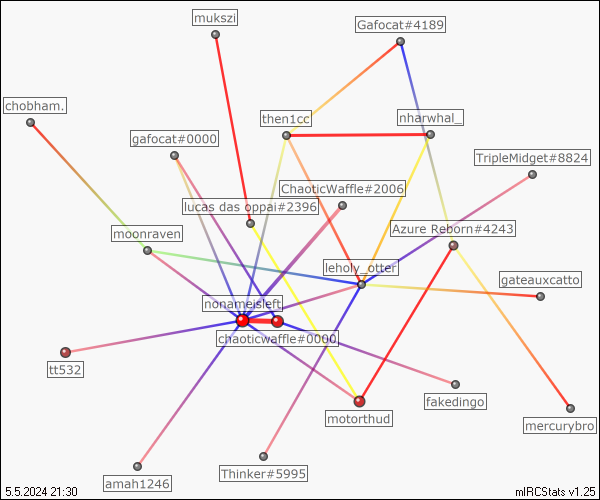 mukszi
Gafocat#4189
chobham.
then1cc
nharwhal_
gafocat#0000
TripleMidget#8824
ChaoticWaffle#2006
lucas das oppai#2396
moonraven
Azure Reborn#4243
leholy_otter
gateauxcatto
nonameisleft
chaoticwaffle#0000
tt532
fakedingo
motorthud
mercurybro
Thinker#5995
amah1246
5.5.2024 21:30
mIRCStats v1.25